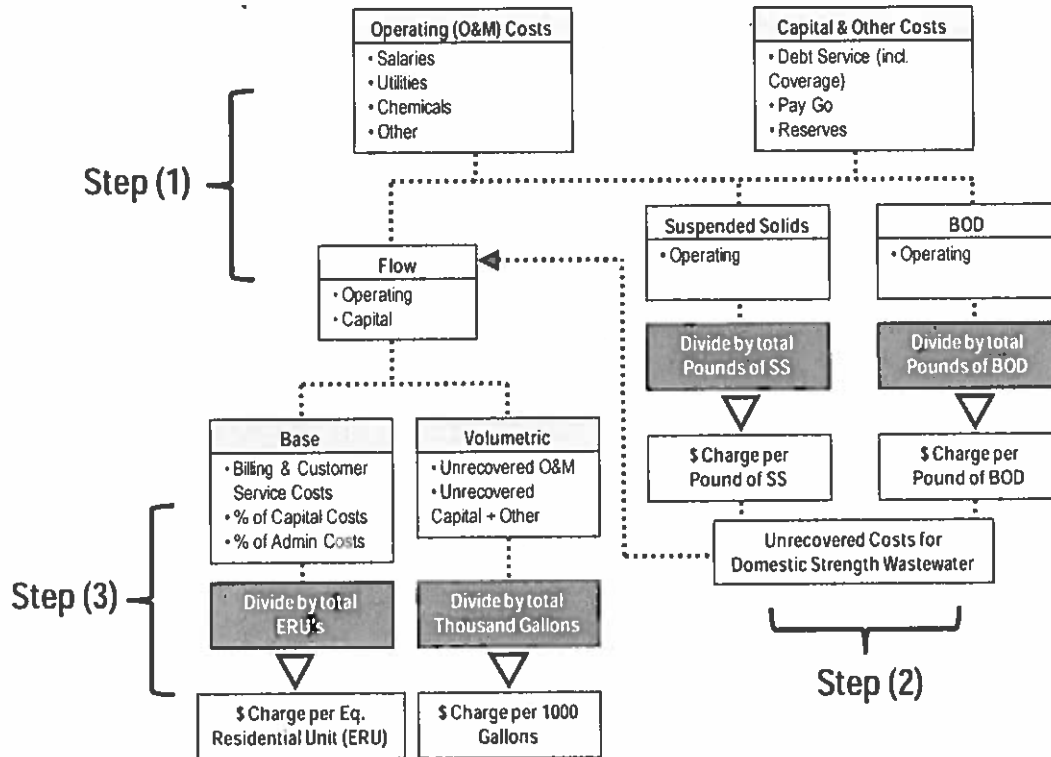 Operating (O&M) Costs
• Salaries
• Utilities
• Chemicals
• Other
Capital & Other Costs
• Debt Service (incl.
Coverage)
• Pay Go
• Reserves
Step (1)
Flow
• Operating
• Capital
Suspended Solids
• Operating
BOD
• Operating
Divide by total
Pounds of SS
Divide by total
Pounds of BOD
$ Charge per
Pound of SS
$ Charge per
Pound of BOD
Unrecovered Costs for
Domestic Strength Wastewater
Step (2)
Base
• Billing & Customer
Service Costs
• % of Capital Costs
• % of Admin Costs
Volumetric
• Unrecovered O&M
• Unrecovered
Capital + Other
Step (3)
Divide by total
ERU's
Divide by total
Thousand Gallons
$ Charge per Eq.
Residential Unit (ERU)
$ Charge per 1000
Gallons